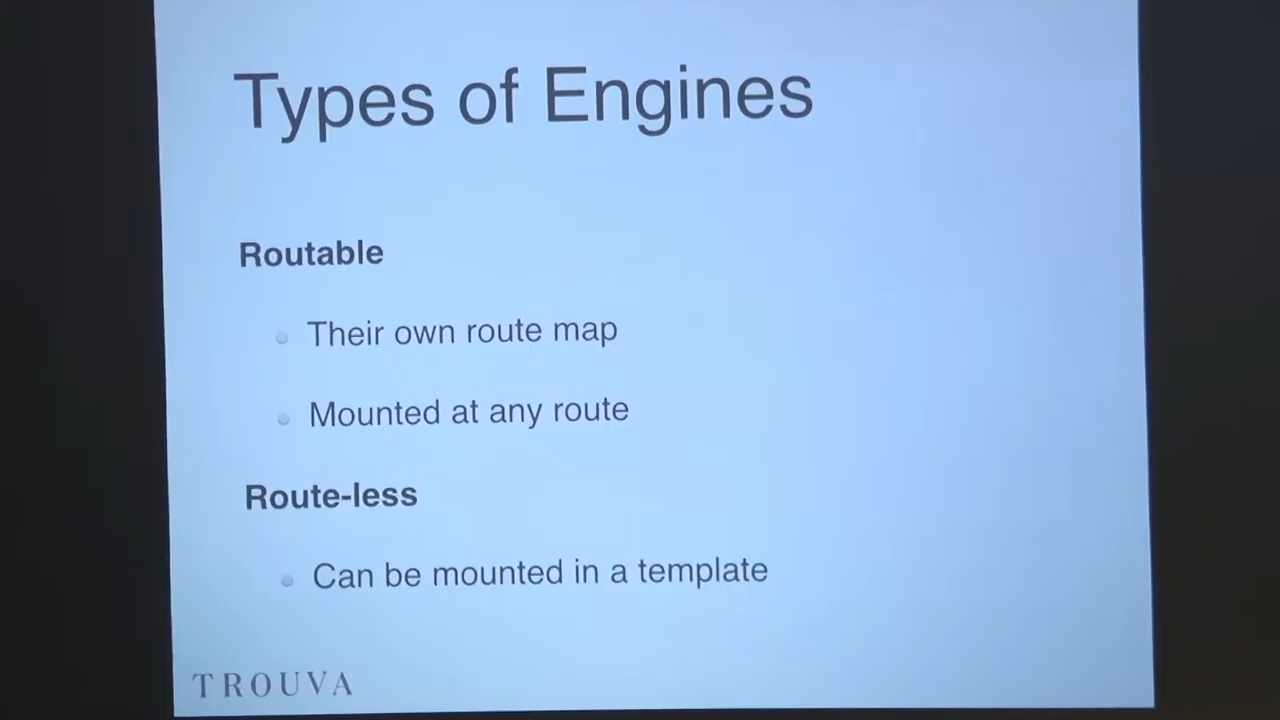 Types of Engines
Routable
Their own route map
Mounted at any route
Route-less
Can be mounted in a template
TROUVA